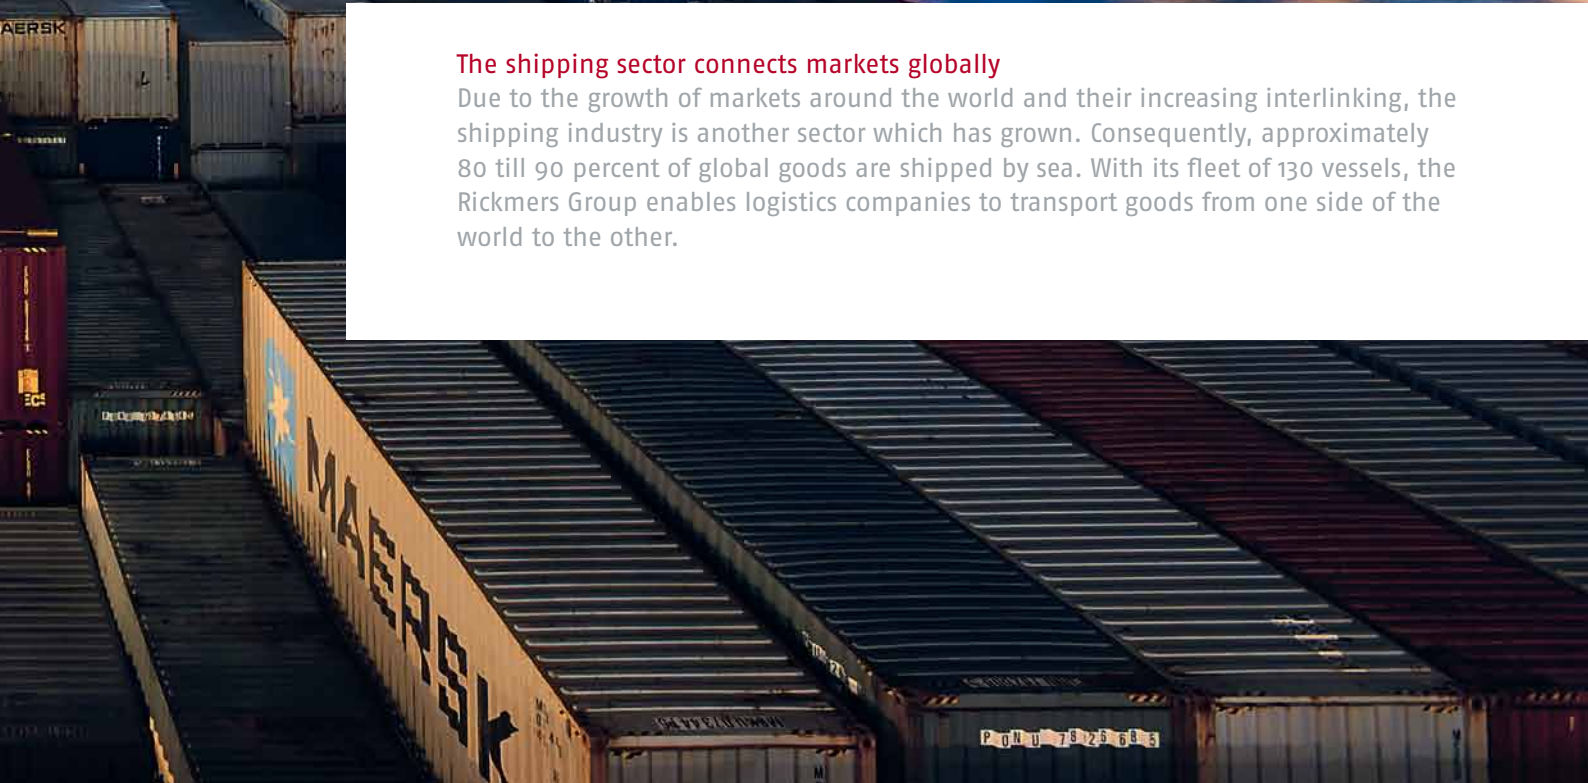 AERSK
The shipping sector connects markets globally
Due to the growth of markets around the world and their increasing interlinking, the
shipping industry is another sector which has grown. Consequently, approximately
80 till 90 percent of global goods are shipped by sea. With its fleet of 130 vessels, the
Rickmers Group enables logistics companies to transport goods from one side of the
world to the other.
MAERSK
PONU 782668 5